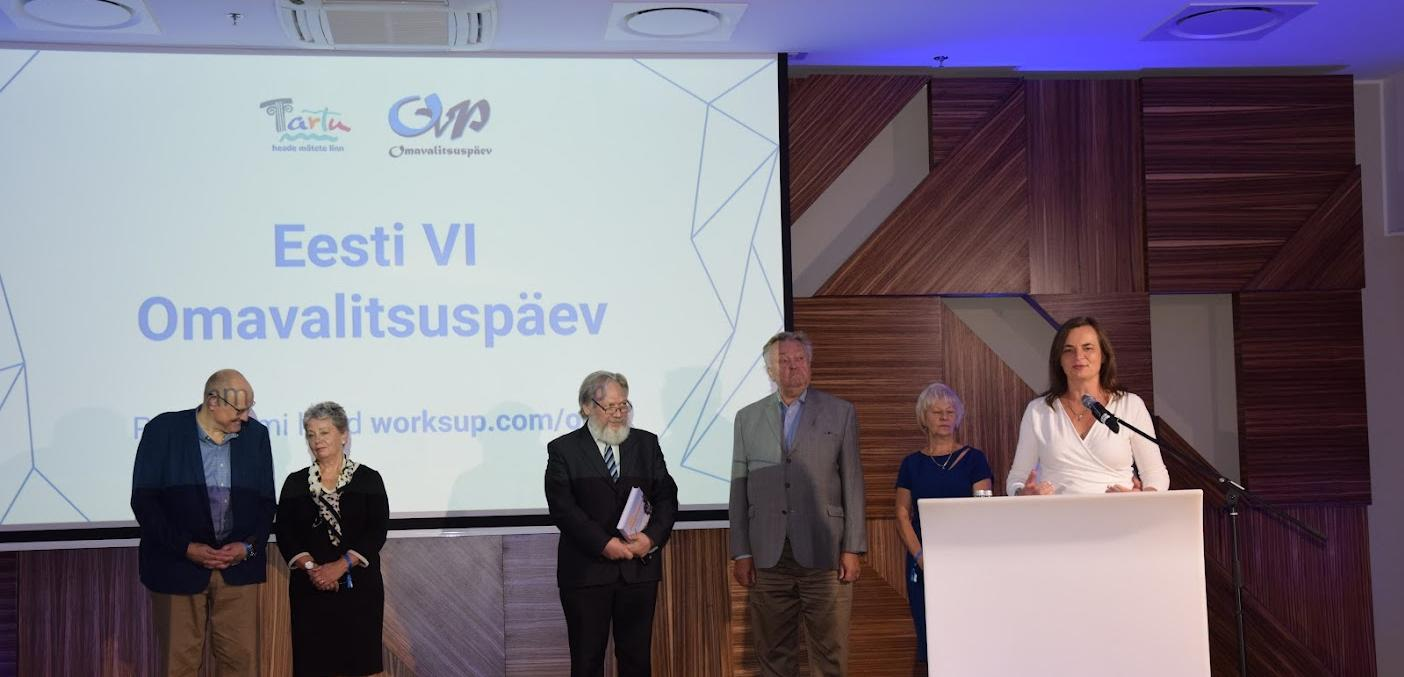 Tartu
heade mõtete linn
Ovp
Omavalitsuspäev
Eesti VI
Omavalitsuspäev
worksup.com/